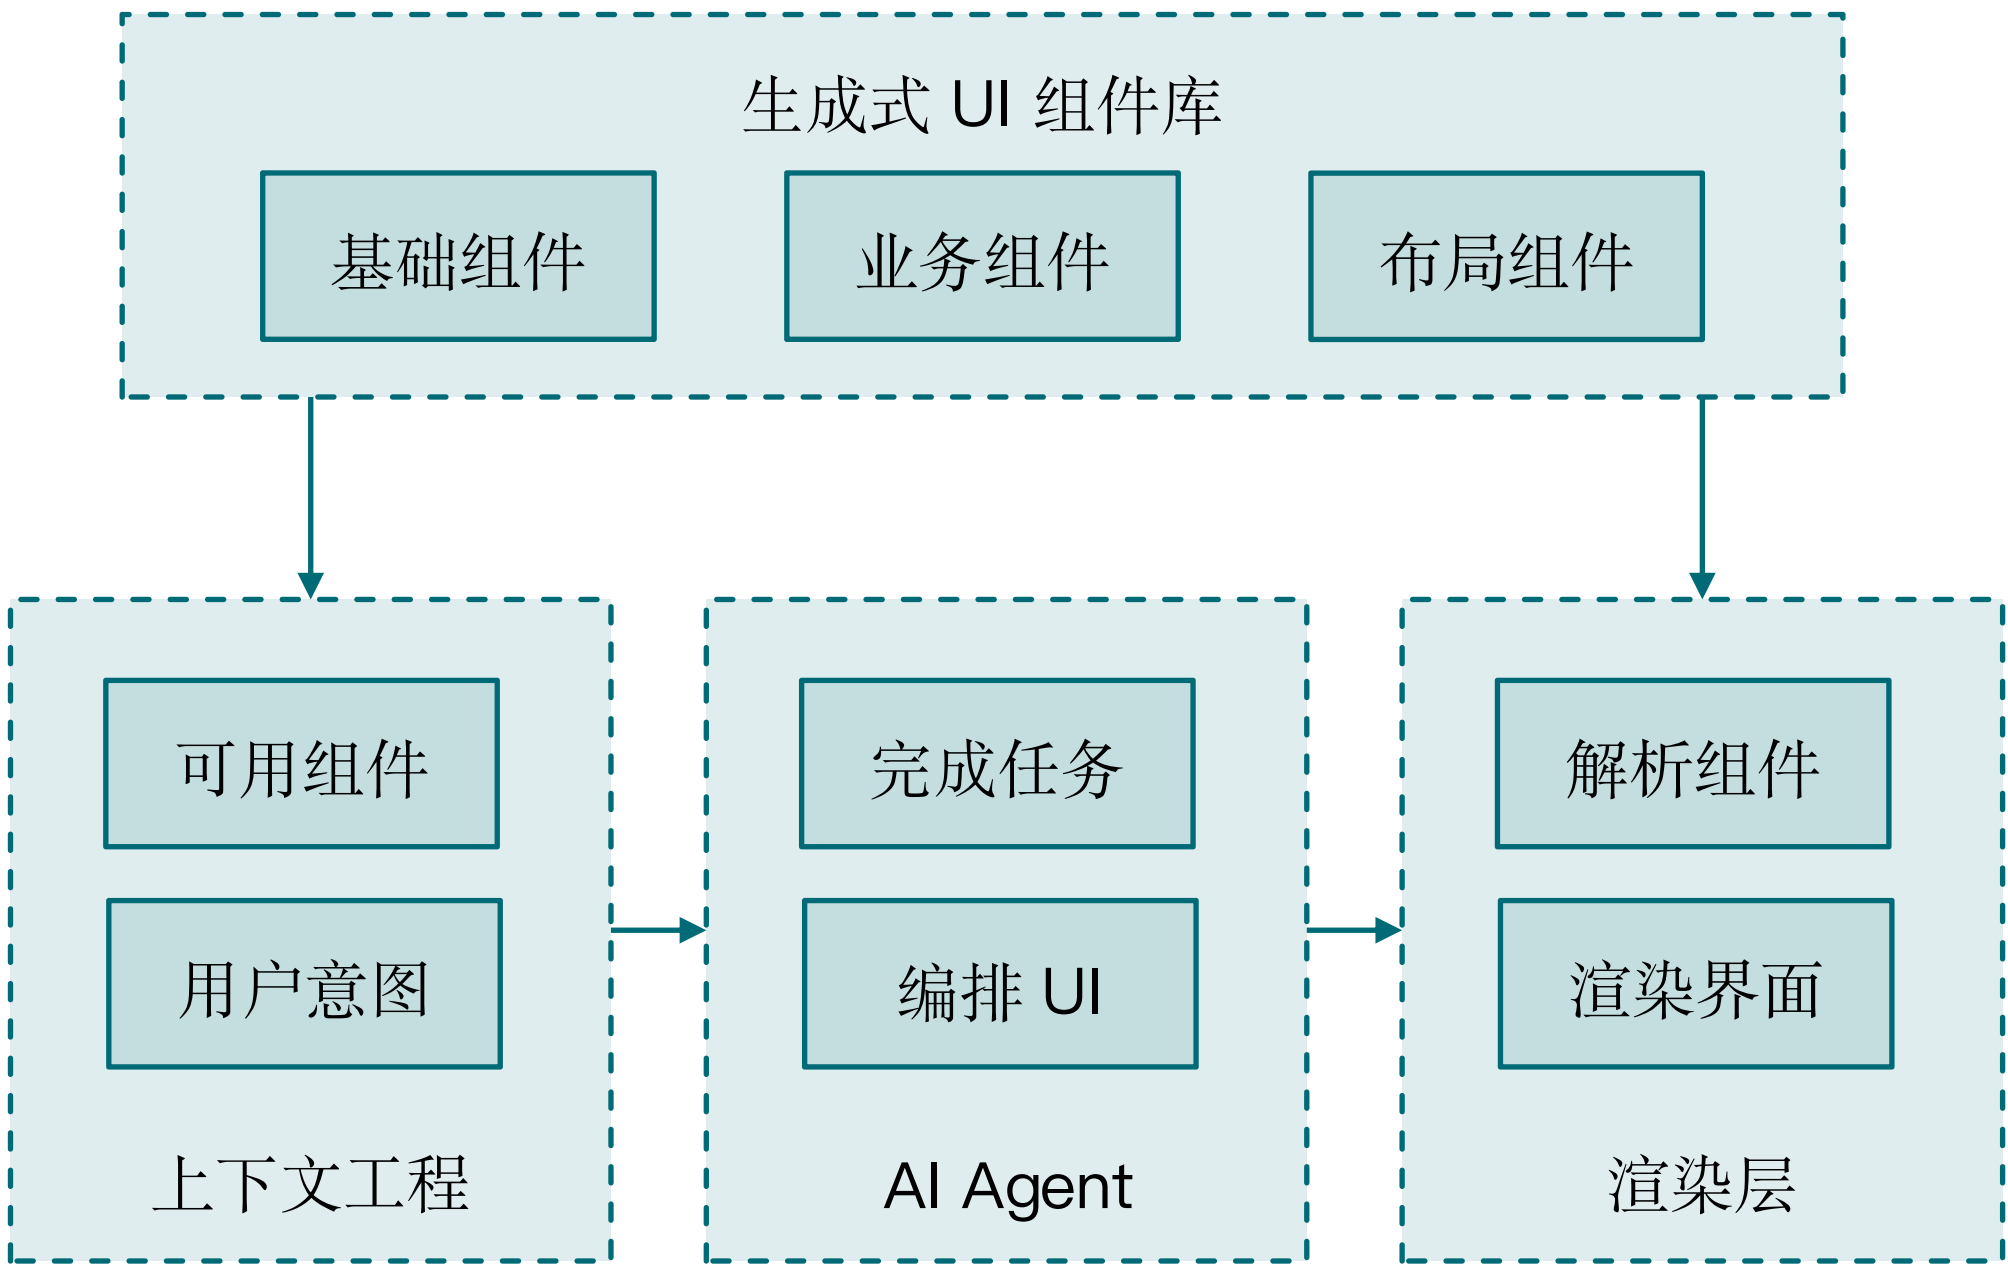 生成式 UI 组件库
基础组件
业务组件
布局组件
可用组件
用户意图
上下文工程
完成任务
编排 UI
AI Agent
解析组件
渲染界面
渲染层